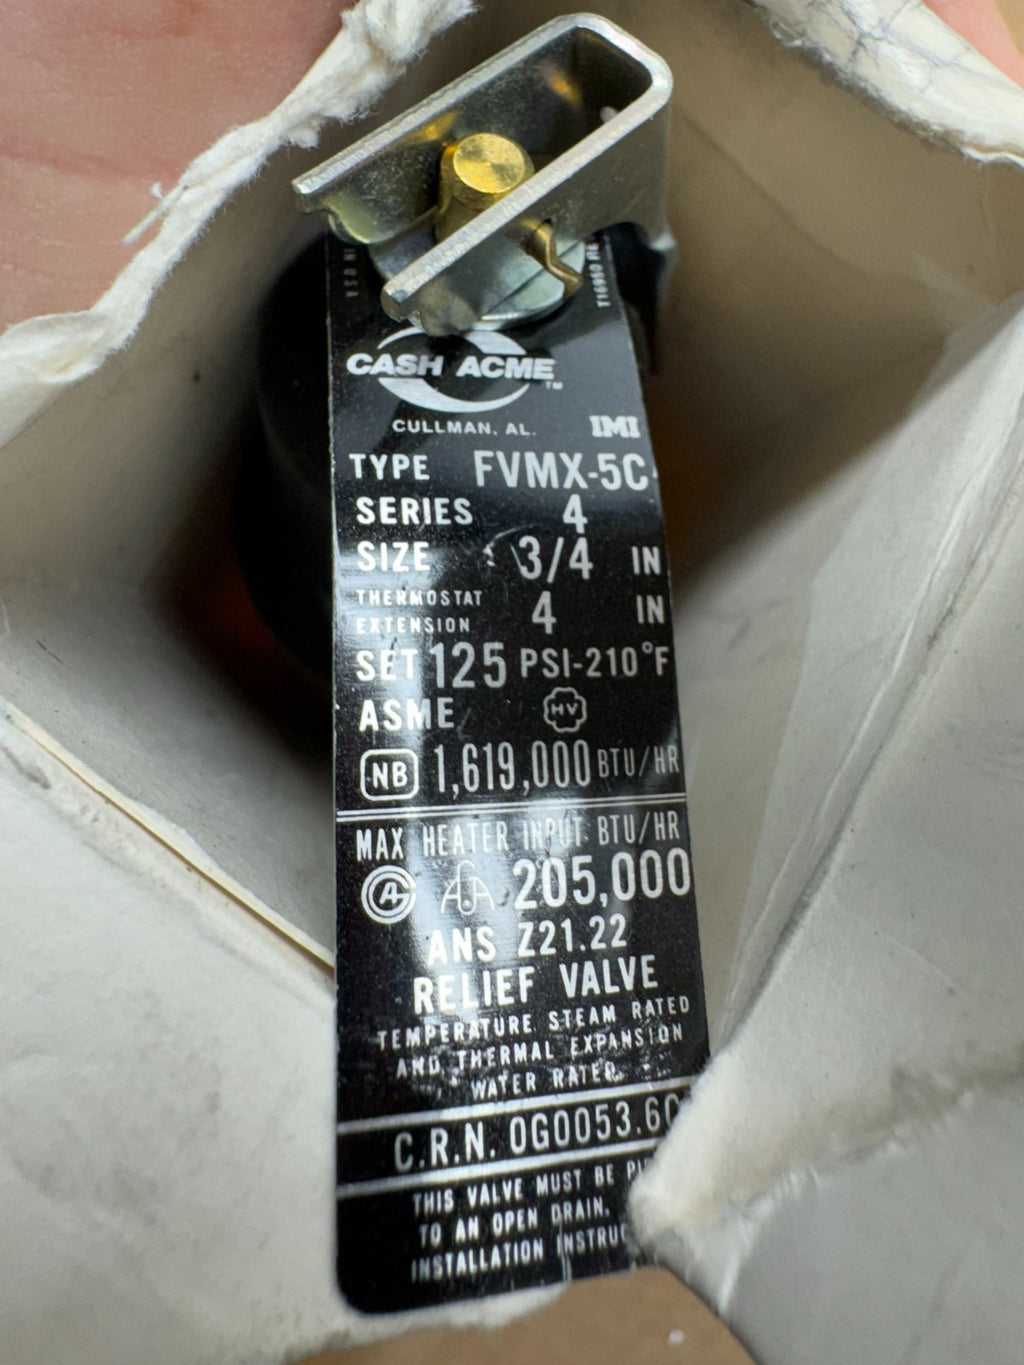 CASH ACME
TM
CULLMAN, AL. IMI
TYPE FVMX-5C
SERIES 4
SIZE 3/4 IN
THERMOSTAT
EXTENSION 4 IN
SET 125 PSI-210°F
ASME HV
NB 1,619,000 BTU/HR
MAX HEATER INPUT BTU/HR
205,000
ANS Z21.22
RELIEF VALVE
TEMPERATURE STEAM RATED
AND THERMAL EXPANSION
WATER RATED
C.R.N. 0G0053.6
THIS VALVE MUST BE
TO AN OPEN DRAIN.
INSTALLATION